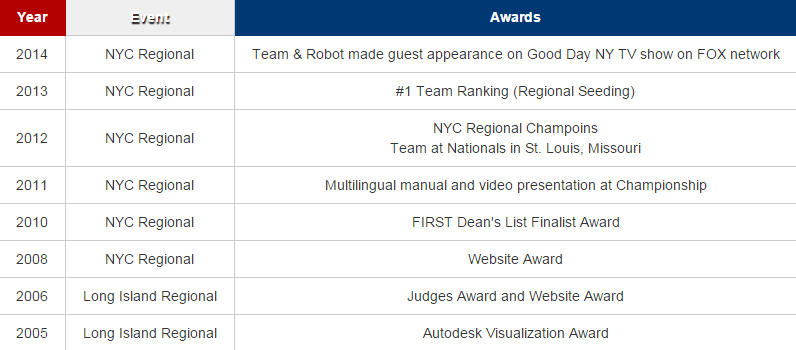 Year Event Awards
2014 NYC Regional Team & Robot made guest appearance on Good Day NY TV show on FOX network
2013 NYC Regional #1 Team Ranking (Regional Seeding)
2012 NYC Regional NYC Regional Champoins
Team at Nationals in St. Louis, Missouri
2011 NYC Regional Multilingual manual and video presentation at Championship
2010 NYC Regional FIRST Dean's List Finalist Award
2008 NYC Regional Website Award
2006 Long Island Regional Judges Award and Website Award
2005 Long Island Regional Autodesk Visualization Award